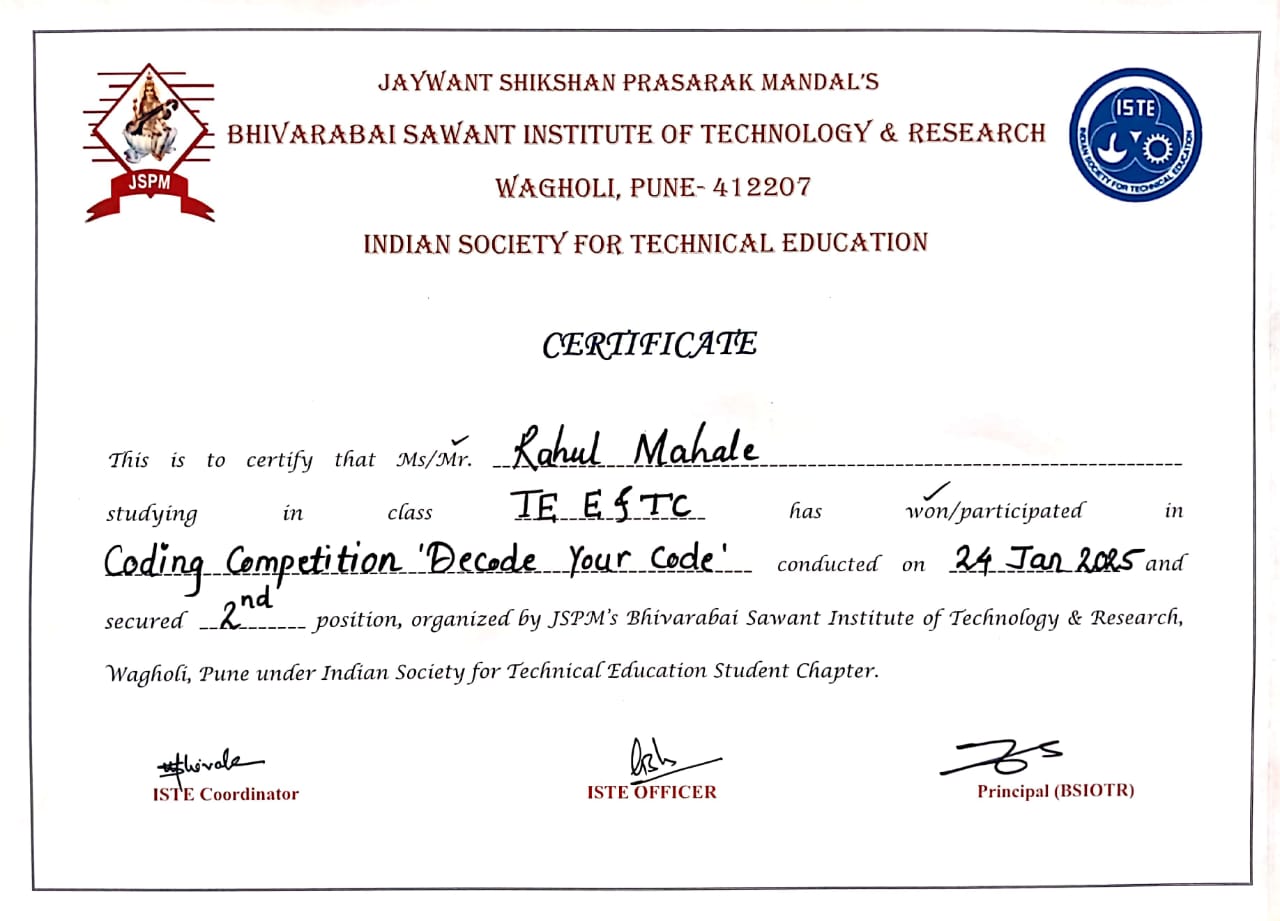 JAYWANT SHIKSHAN PRASARAK MANDAL'S
BHIVARABAI SAWANT INSTITUTE OF TECHNOLOGY & RESEARCH
WAGHOLI, PUNE- 412207
INDIAN SOCIETY FOR TECHNICAL EDUCATION
JSPM
ISTE
INDIAN SOCIETY FOR TECHNICAL EDUCATION
CERTIFICATE
This is to certify that Ms/Mr. Rahul Mahale
studying in class TE E&TC has won/participated in
Coding Competition 'Decode Your Code' conducted on 24 Jan 2025 and
secured 2nd position, organized by JSPM's Bhivarabai Sawant Institute of Technology & Research,
Wagholi, Pune under Indian Society for Technical Education Student Chapter.
ISTE Coordinator
ISTE OFFICER
Principal (BSIOTR)